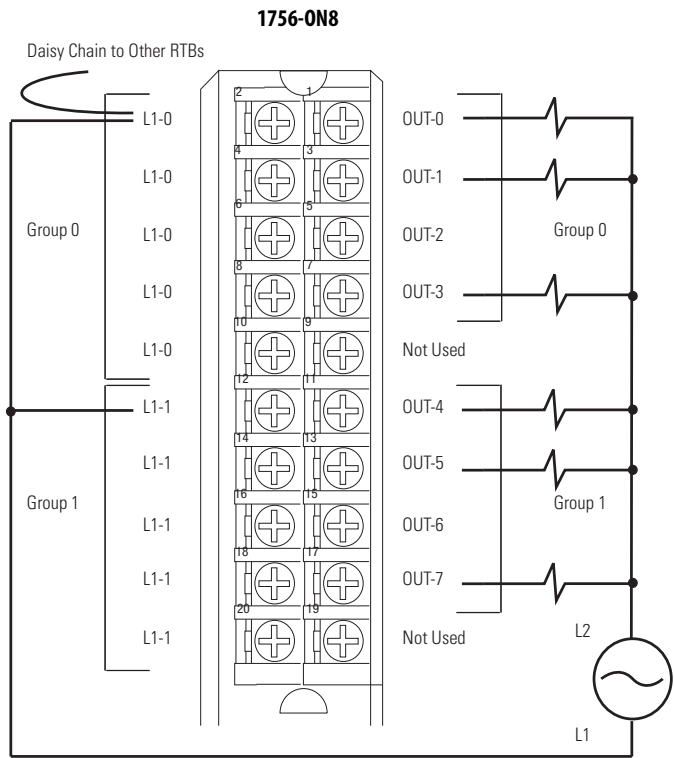 1756-ON8
Daisy Chain to Other RTBs
2 1
L1-0 OUT-0
4 3
L1-0 OUT-1
6 5
Group 0 L1-0 OUT-2 Group 0
8 7
L1-0 OUT-3
10 9
L1-0 Not Used
12 11
L1-1 OUT-4
14 13
L1-1 OUT-5
16 15
Group 1 L1-1 OUT-6 Group 1
18 17
L1-1 OUT-7
20 19
L1-1 Not Used
L2
L1